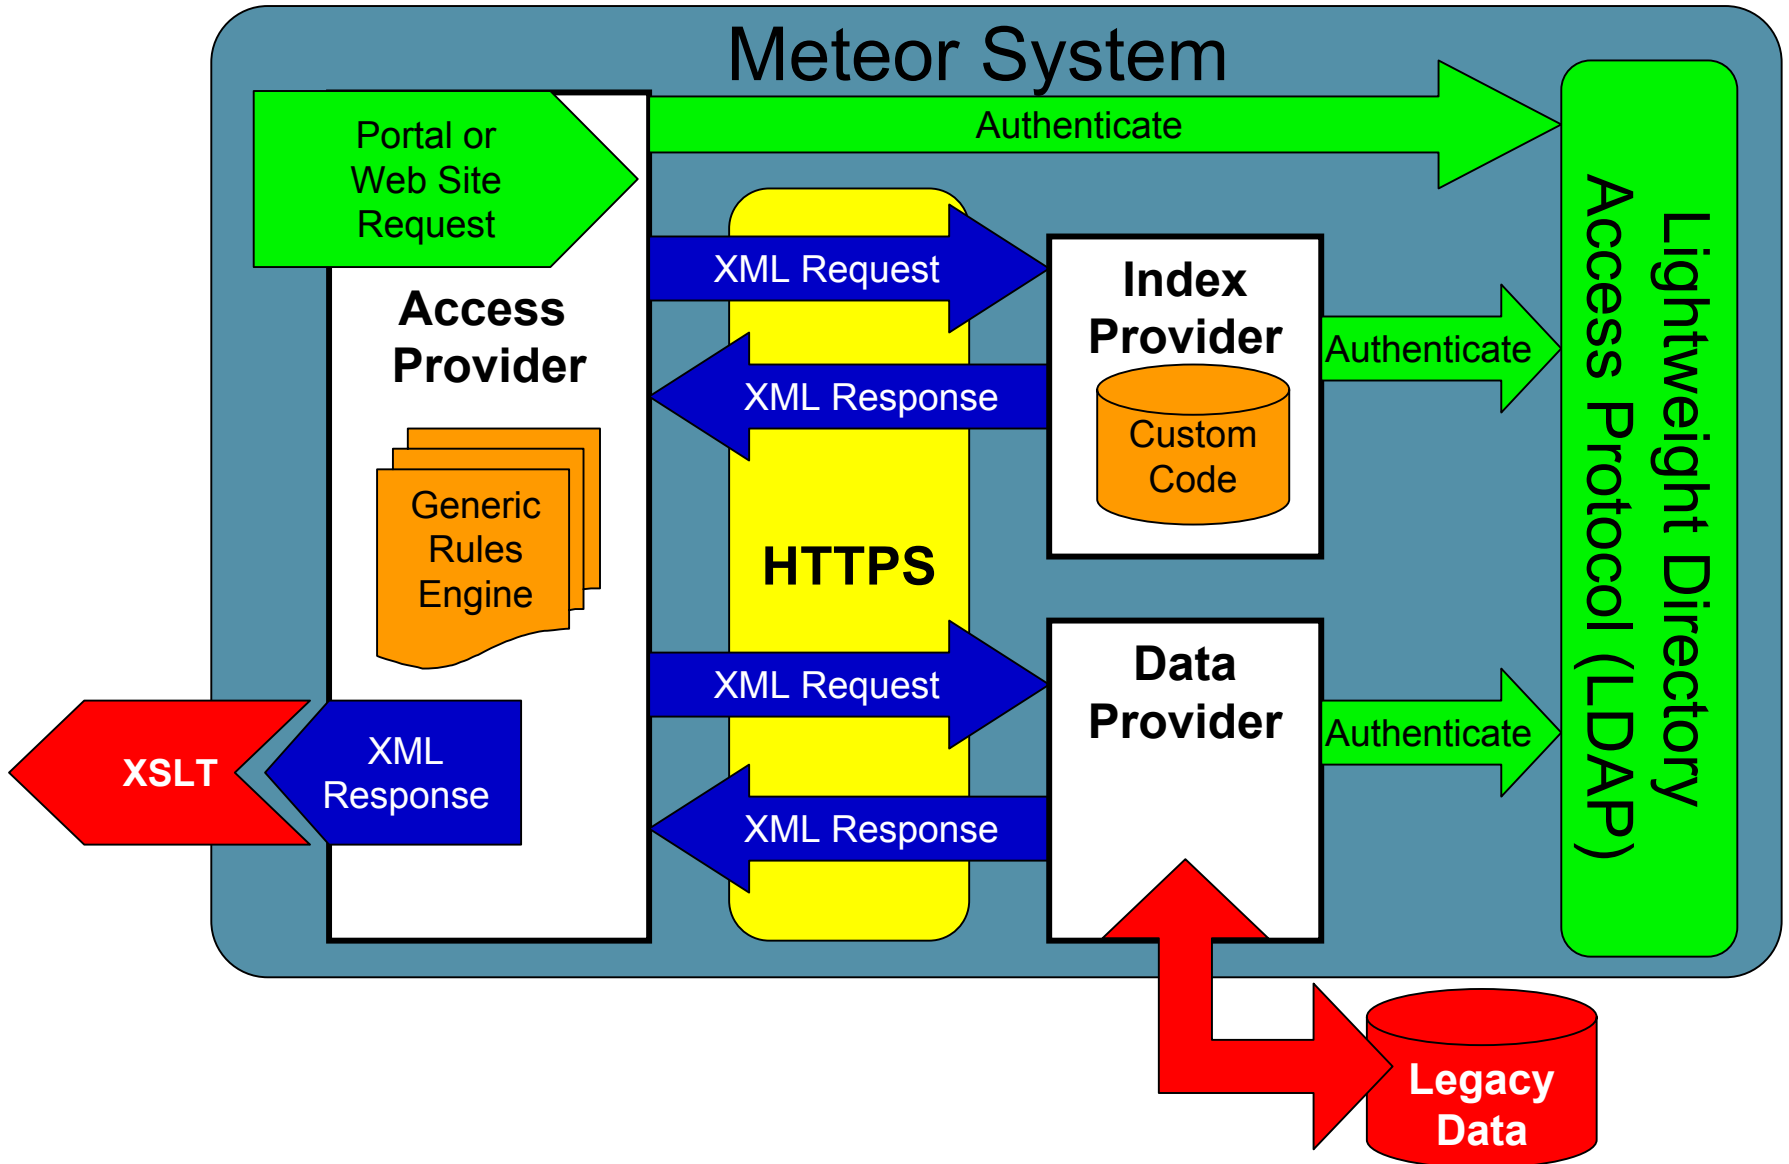 Meteor System
Portal or
Web Site
Request
Authenticate
Access
Provider
XML Request
XML Response
Index
Provider
Custom
Code
Authenticate
Generic
Rules
Engine
HTTPS
XML Request
XML Response
Data
Provider
Authenticate
Lightweight Directory
Access Protocol (LDAP)
XML
Response
XSLT
Legacy
Data